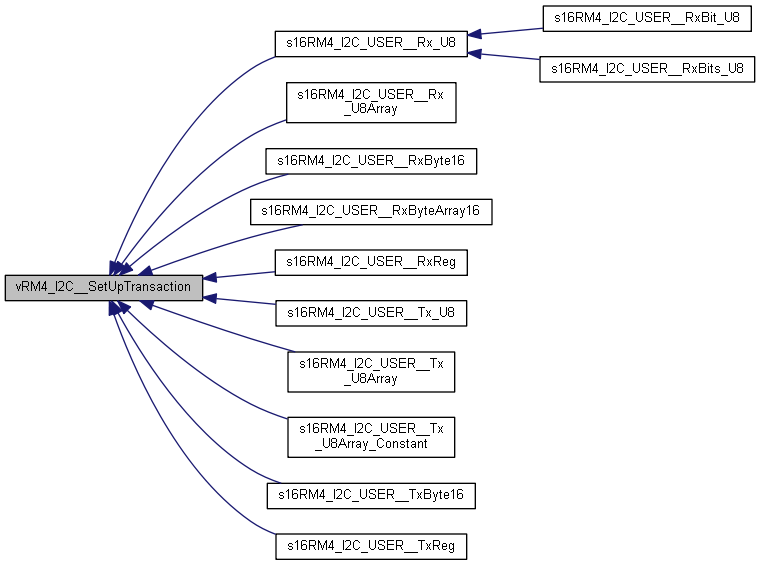 s16RM4_I2C_USER__RxBit_U8
s16RM4_I2C_USER__Rx_U8
s16RM4_I2C_USER__RxBits_U8
s16RM4_I2C_USER__Rx
_U8Array
s16RM4_I2C_USER__RxByte16
s16RM4_I2C_USER__RxByteArray16
s16RM4_I2C_USER__RxReg
vRM4_I2C__SetUpTransaction
s16RM4_I2C_USER__Tx_U8
s16RM4_I2C_USER__Tx
_U8Array
s16RM4_I2C_USER__Tx
_U8Array_Constant
s16RM4_I2C_USER__TxByte16
s16RM4_I2C_USER__TxReg